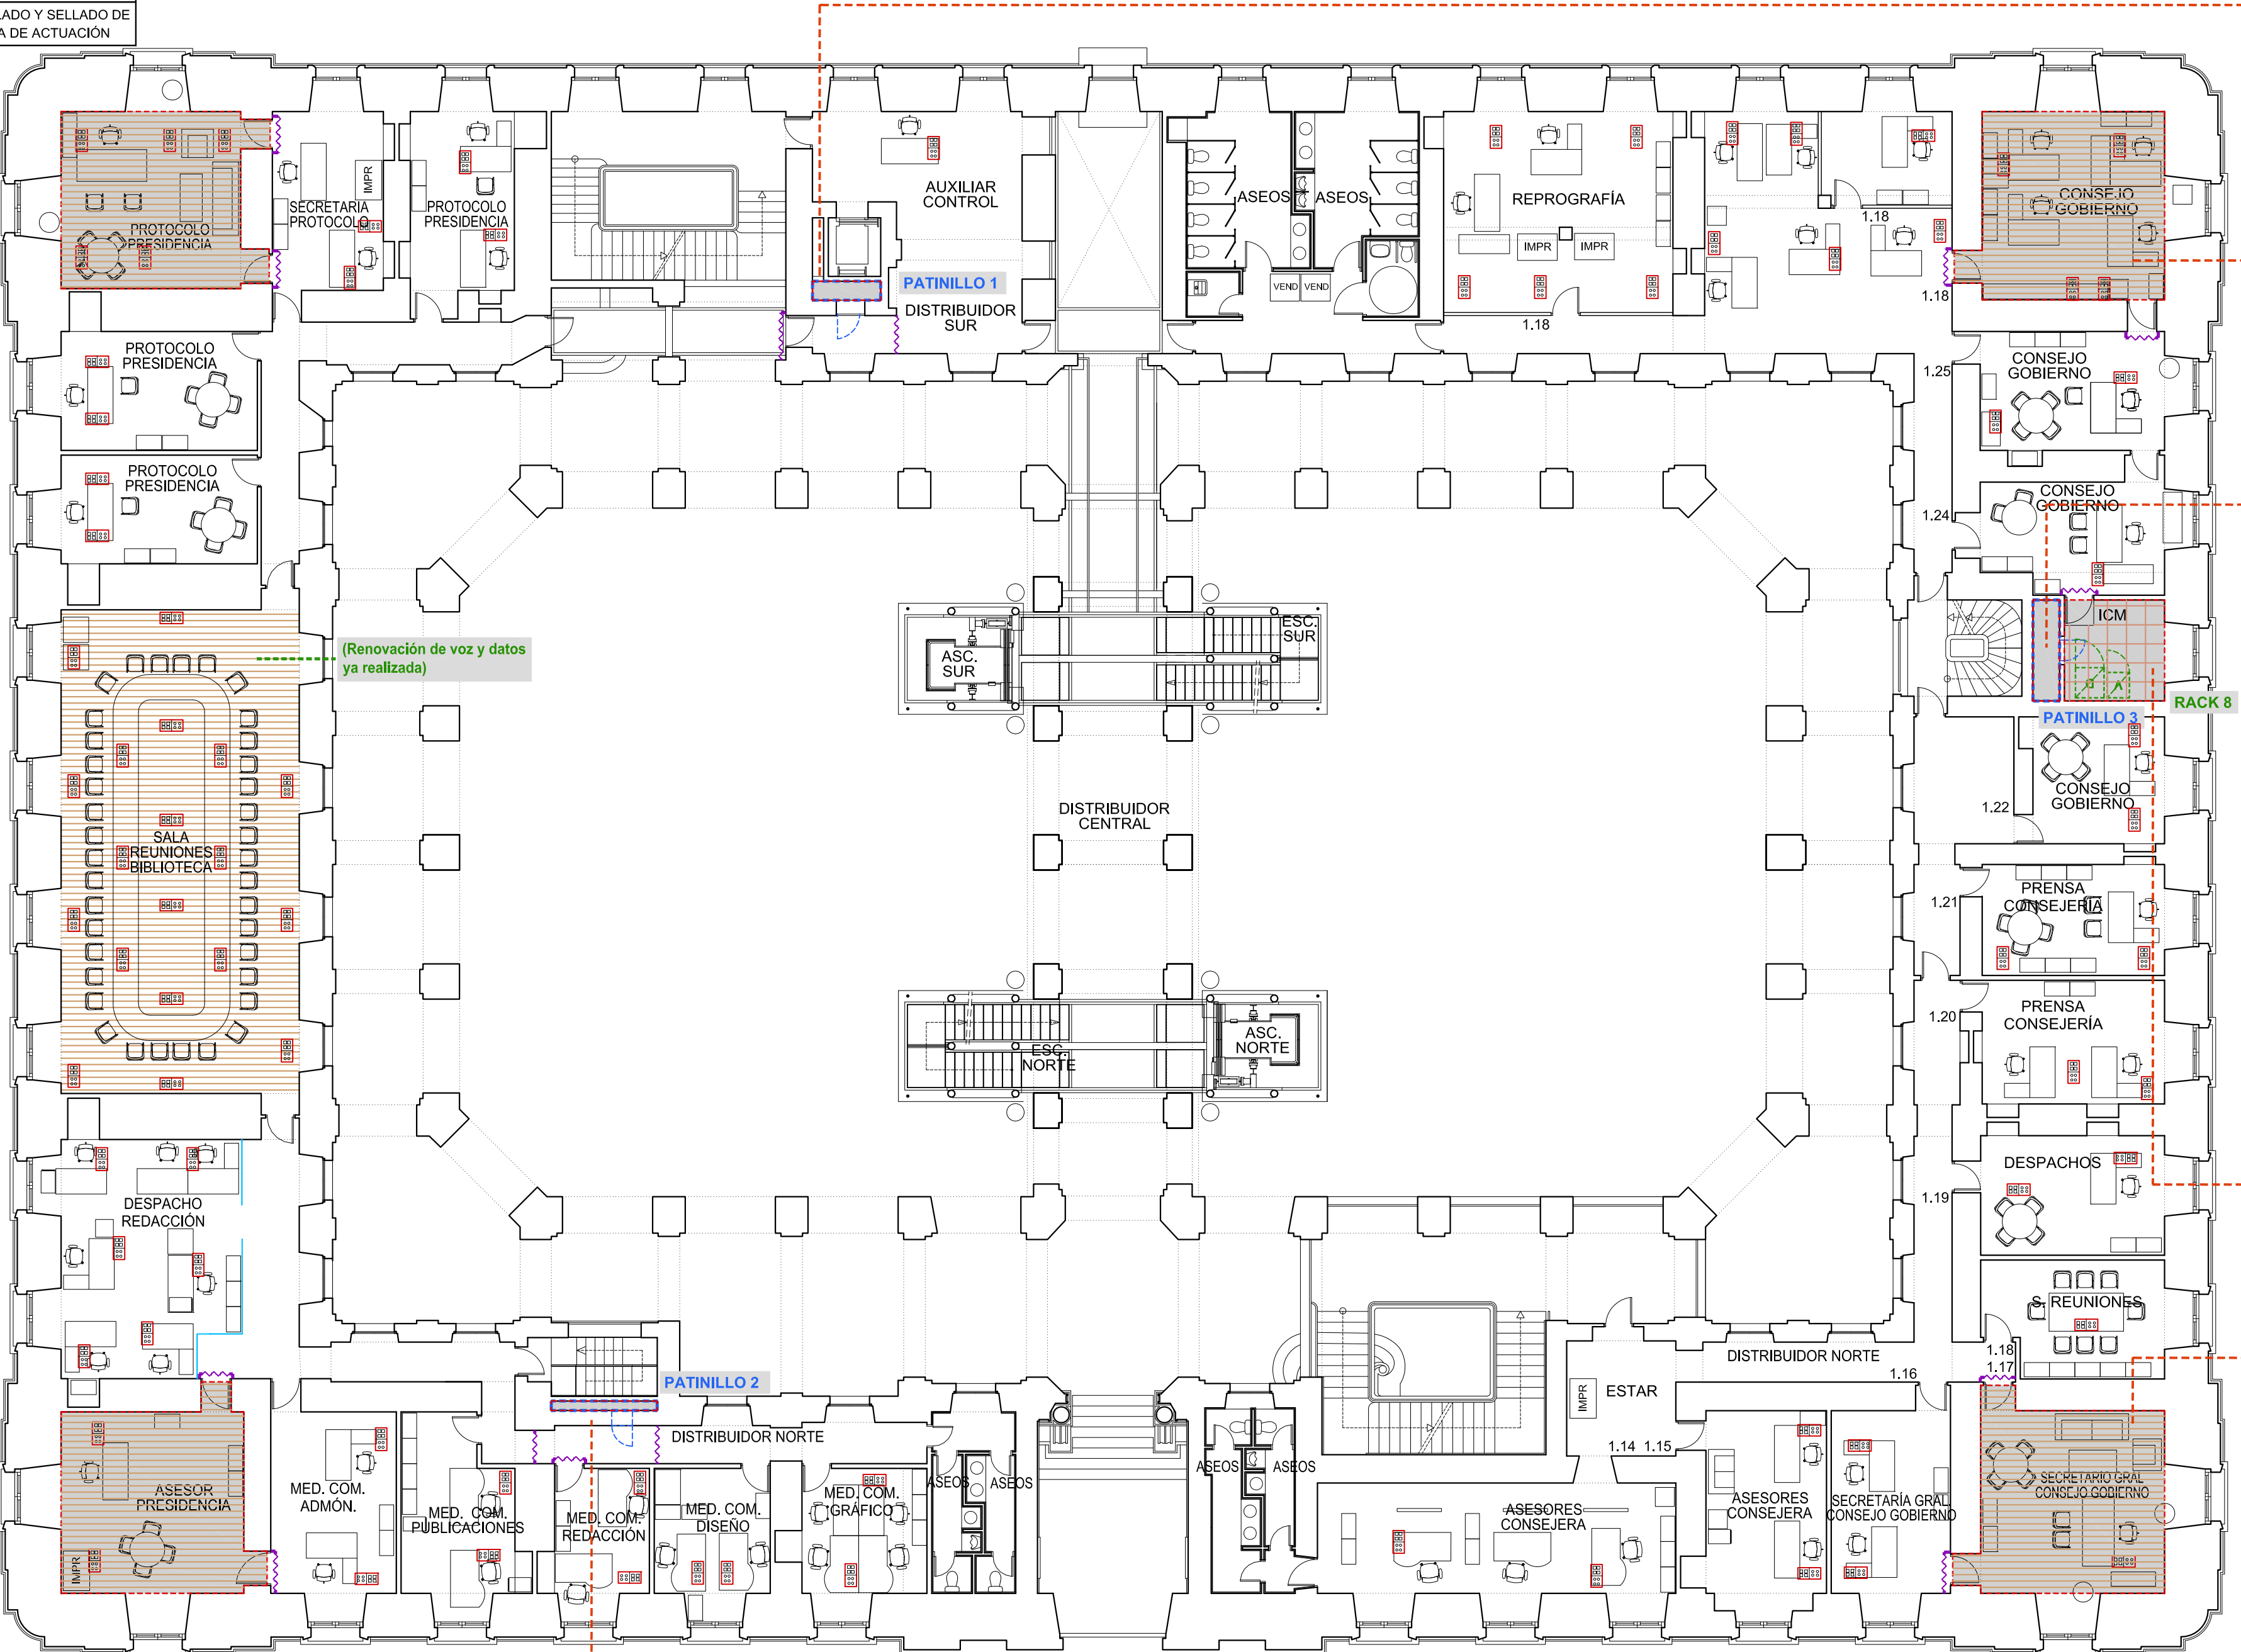 LADO Y SELLADO DE
A DE ACTUACIÓN
PROTOCOLO
PRESIDENCIA
SECRETARIA
PROTOCOLO
IMPR
PROTOCOLO
PRESIDENCIA
AUXILIAR
CONTROL
PATINILLO 1
DISTRIBUIDOR
SUR
ASEOS
ASEOS
VEND
VEND
REPROGRAFÍA
IMPR
IMPR
1.18
1.18
1.18
CONSEJO
GOBIERNO
PROTOCOLO
PRESIDENCIA
PROTOCOLO
PRESIDENCIA
1.25
CONSEJO
GOBIERNO
1.24
CONSEJO
GOBIERNO
(Renovación de voz y datos
ya realizada)
ASC.
SUR
ESC.
SUR
ICM
RACK 8
PATINILLO 3
SALA
REUNIONES
BIBLIOTECA
DISTRIBUIDOR
CENTRAL
1.22
CONSEJO
GOBIERNO
1.21
PRENSA
CONSEJERÍA
1.20
PRENSA
CONSEJERÍA
ESC.
NORTE
ASC.
NORTE
DESPACHO
REDACCIÓN
DESPACHOS
1.19
S. REUNIONES
1.18
1.17
1.16
DISTRIBUIDOR NORTE
PATINILLO 2
DISTRIBUIDOR NORTE
IMPR
ESTAR
1.14 1.15
ASESOR
PRESIDENCIA
IMPR
MED. COM.
ADMÓN.
MED. COM.
PUBLICACIONES
MED. COM.
REDACCIÓN
MED. COM.
DISEÑO
MED. COM.
GRÁFICO
ASEOS
ASEOS
ASEOS
ASEOS
ASESORES
CONSEJERA
ASESORES
CONSEJERA
SECRETARÍA GRAL.
CONSEJO GOBIERNO
SECRETARIO GRAL
CONSEJO GOBIERNO